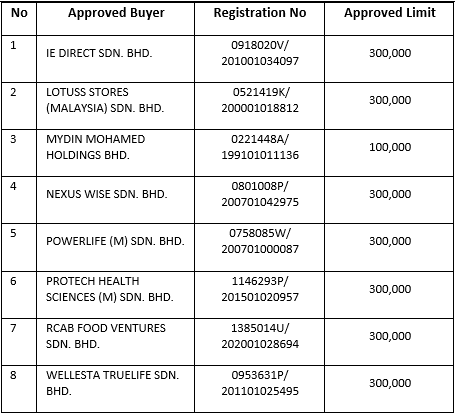 No Approved Buyer Registration No Approved Limit
1 IE DIRECT SDN. BHD. 0918020V/ 300,000
201001034097
2 LOTUSS STORES 0521419K/ 300,000
(MALAYSIA) SDN. BHD. 200001018812
3 MYDIN MOHAMED 0221448A/ 100,000
HOLDINGS BHD. 199101011136
4 NEXUS WISE SDN. BHD. 0801008P/ 300,000
200701042975
5 POWERLIFE (M) SDN. BHD. 0758085W/ 300,000
200701000087
6 PROTECH HEALTH 1146293P/ 300,000
SCIENCES (M) SDN. BHD. 201501020957
7 RCAB FOOD VENTURES 1385014U/ 300,000
SDN. BHD. 202001028694
8 WELLESTA TRUELIFE SDN. 0953631P/ 300,000
BHD. 201101025495